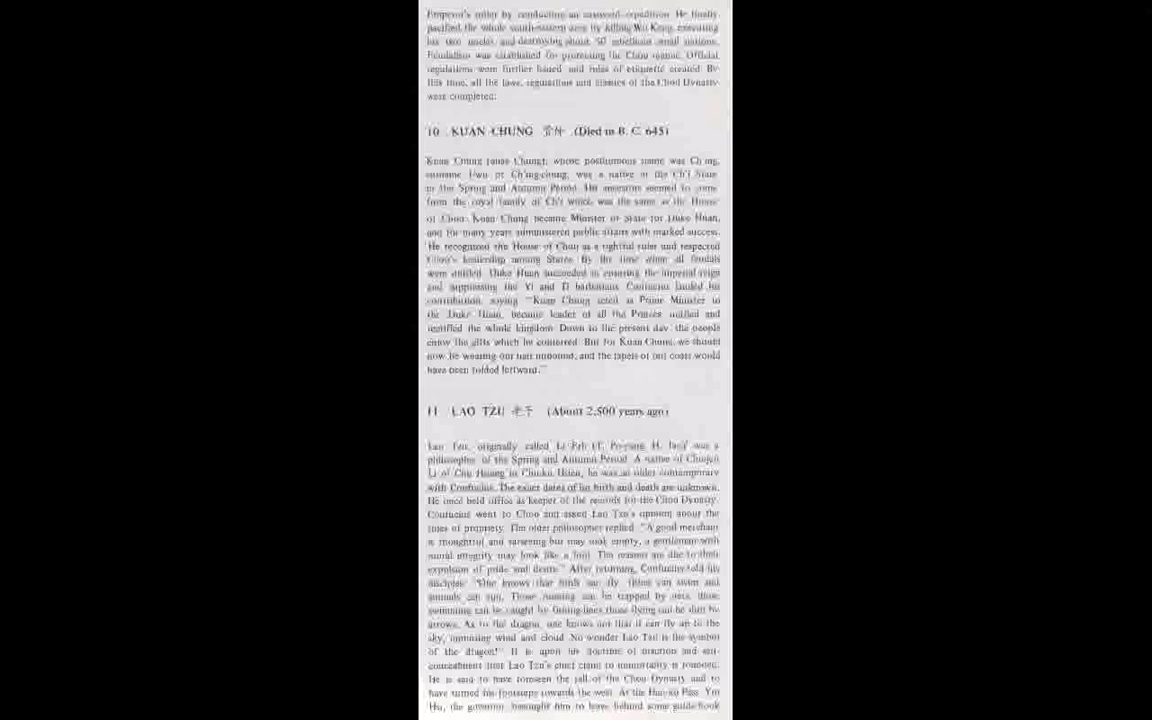 Emperor's order by conducting an eastward expedition. He finally
pacified the whole south-eastern area by killing Wu Keng, executing
his two uncles and destroying about 50 rebellious small nations.
Foundation was established for protecting the Chou regime. Official
regulations were further issued and rules of etiquette created. By
this time, all the laws, regulations and statutes of the Chou Dynasty
were completed.
10 KUAN CHUNG 管仲 (Died in B. C. 645)
Kuan Chung whose posthumous name was Ching,
surname I-wu or Ch'ing-chung, was a native of the Ch'i State
in the Spring and Autumn Period. His ancestors seemed to come
from the royal family of Ch'i which was the same as the House
of Chou. Kuan Chung became Minister of State for Duke Huan,
and for many years administered public affairs with marked success.
He recognized the House of Chou as a rightful ruler and respected
Chou's leadership among States. By the time when all feudals
were unified, Duke Huan succeeded in ensuring the imperial reign
and suppressing the Yi and Ti barbarians. Confucius lauded his
contribution, saying "Kuan Chung acted as Prime Minister to
the Duke Huan, became leader of all the Princes unified and
rectified the whole kingdom. Down to the present day, the people
enjoy the gifts which he conferred. But for Kuan Chung, we should
now be wearing our hair unbound, and the lapels of our coats would
have been folded leftward."
11 LAO TZU 老子 (About 2,500 years ago)
Lao Tzu, originally called Li was a
philosopher of the Spring and Autumn Period. A native of Chujen
Li of Chu Hsiang in Chuku Hsien, he was an older contemporary
with Confucius. The exact dates of his birth and death are unknown.
He once held office as keeper of the records for the Chou Dynasty.
Confucius went to Chou and asked Lao Tzu's opinion about the
rules of propriety. The older philosopher replied "A good merchant
is thoughtful and but may look empty, a gentleman with
moral integrity may look like a fool. The reasons are due to their
expulsion of pride and desire." After returning, Confucius told his
disciples "One knows that birds can fly, fishes can swim and
animals can run. Those running can be trapped by nets, those
swimming can be caught by fishing-lines those flying can be shot by
arrows. As to the dragon, one knows not that it can fly up to the
sky, mounting wind and cloud. No wonder Lao Tzu is the symbol
of the dragon!" It is upon his doctrine of inaction and self-
concealment that Lao Tzu's chief claim to immortality is founded.
He is said to have foreseen the fall of the Chou Dynasty and to
have turned his footsteps towards the west. At the Han-ku Pass Yin
Hu, the governor, besought him to leave behind some guide-book